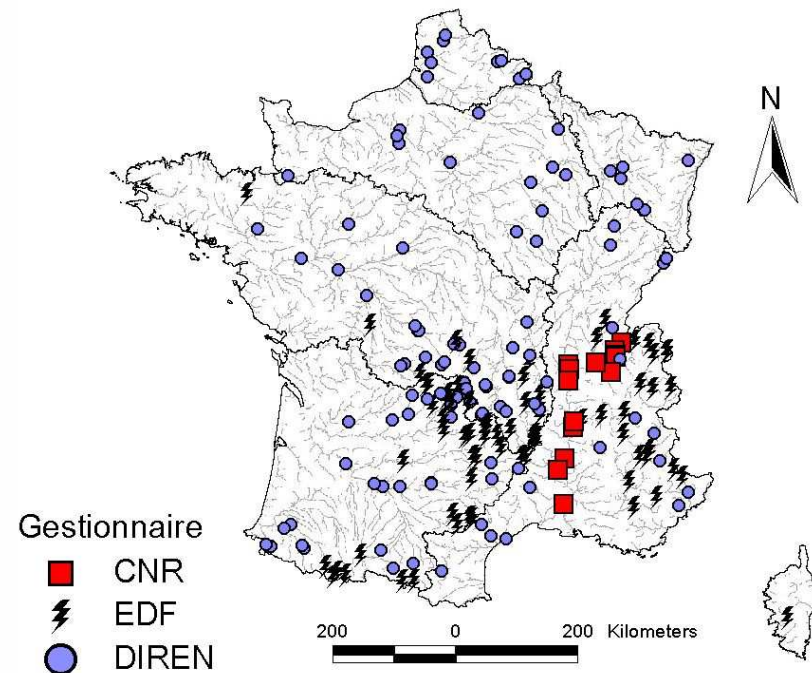 N
Gestionnaire
CNR
EDF
DIREN
200 0 200 Kilometers